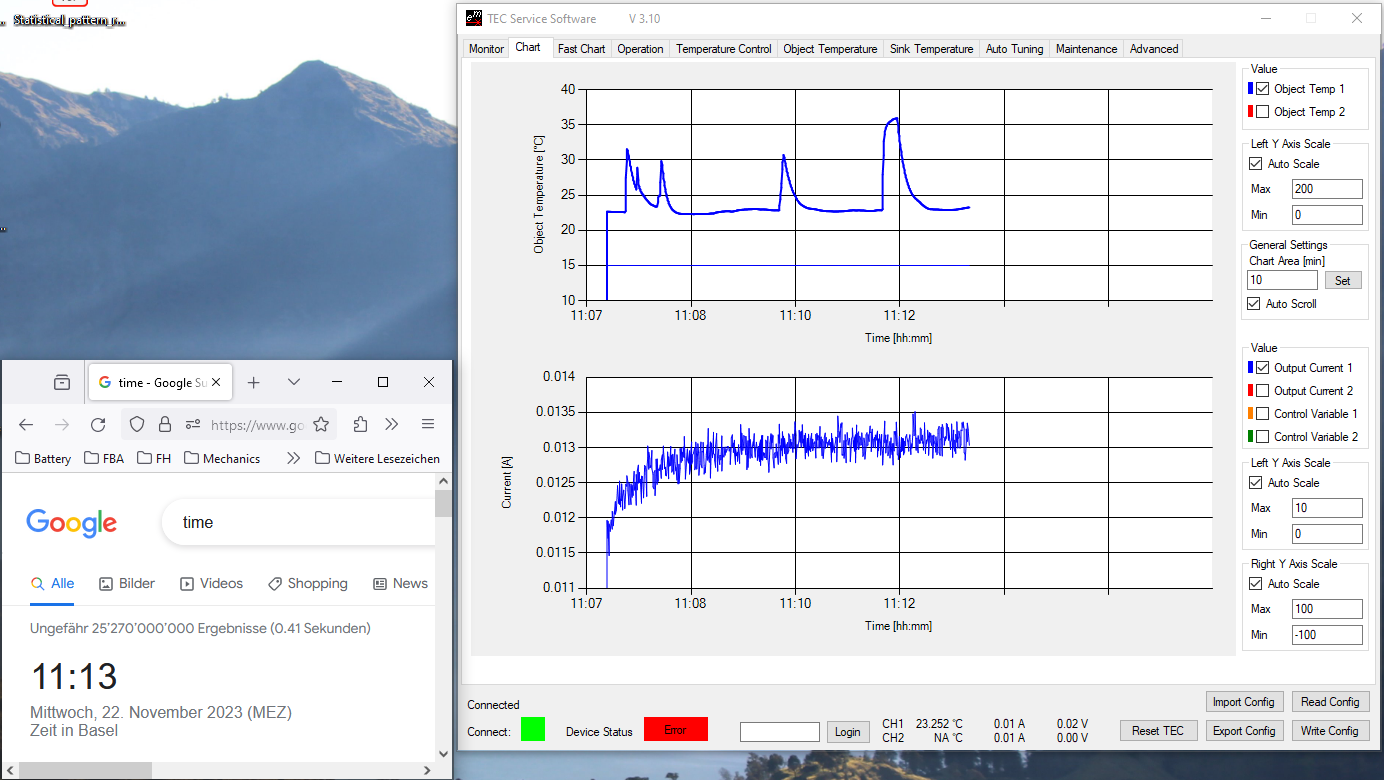 Statistical_pattern_r...
TEC Service Software V 3.10
Monitor Chart Fast Chart Operation Temperature Control Object Temperature Sink Temperature Auto Tuning Maintenance Advanced
40
35
30
25
20
15
10
Object Temperature [°C]
11:07 11:08 11:10 11:12
Time [hh:mm]
0.014
0.0135
0.013
0.0125
0.012
0.0115
0.011
Current [A]
11:07 11:08 11:10 11:12
Time [hh:mm]
Value
Object Temp 1
Object Temp 2
Left Y Axis Scale
Auto Scale
Max 200
Min 0
General Settings
Chart Area [min]
10 Set
Auto Scroll
Value
Output Current 1
Output Current 2
Control Variable 1
Control Variable 2
Left Y Axis Scale
Auto Scale
Max 10
Min 0
Right Y Axis Scale
Auto Scale
Max 100
Min -100
Connected
Connect: Device Status Error Login
CH1 23.252 °C 0.01 A 0.02 V
CH2 NA °C 0.01 A 0.00 V
Import Config Read Config
Reset TEC Export Config Write Config
time - Google Su
https://www.go
Battery FBA FH Mechanics Weitere Lesezeichen
Google time
Alle Bilder Videos Shopping News
Ungefähr 25'270'000'000 Ergebnisse (0.41 Sekunden)
11:13
Mittwoch, 22. November 2023 (MEZ)
Zeit in Basel